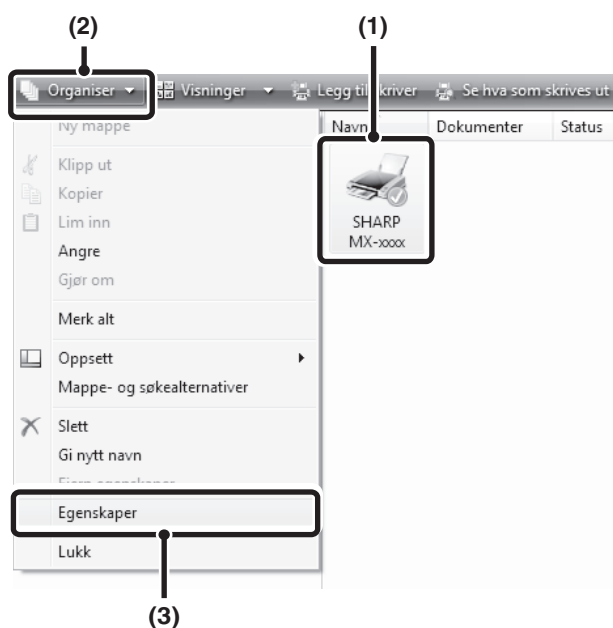 (2) (1)
Organiser Visninger Legg til skriver Se hva som skrives ut
Ny mappe
Navn Dokumenter Status
Klipp ut
Kopier
Lim inn
SHARP
MX-xxxx
Angre
Gjør om
Merk alt
Oppsett
Mappe- og søkealternativer
Slett
Gi nytt navn
Fjern egenskaper
Egenskaper
Lukk
(3)